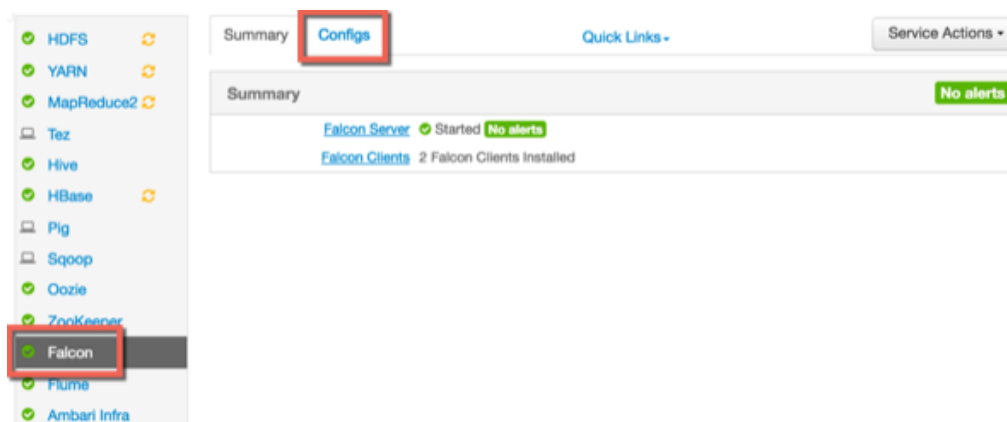 HDFS
YARN
MapReduce2
Tez
Hive
HBase
Pig
Sqoop
Oozie
ZooKeeper
Falcon
Flume
Ambari Infra
Summary Configs Quick Links Service Actions
Summary No alerts
Falcon Server Started No alerts
Falcon Clients 2 Falcon Clients Installed